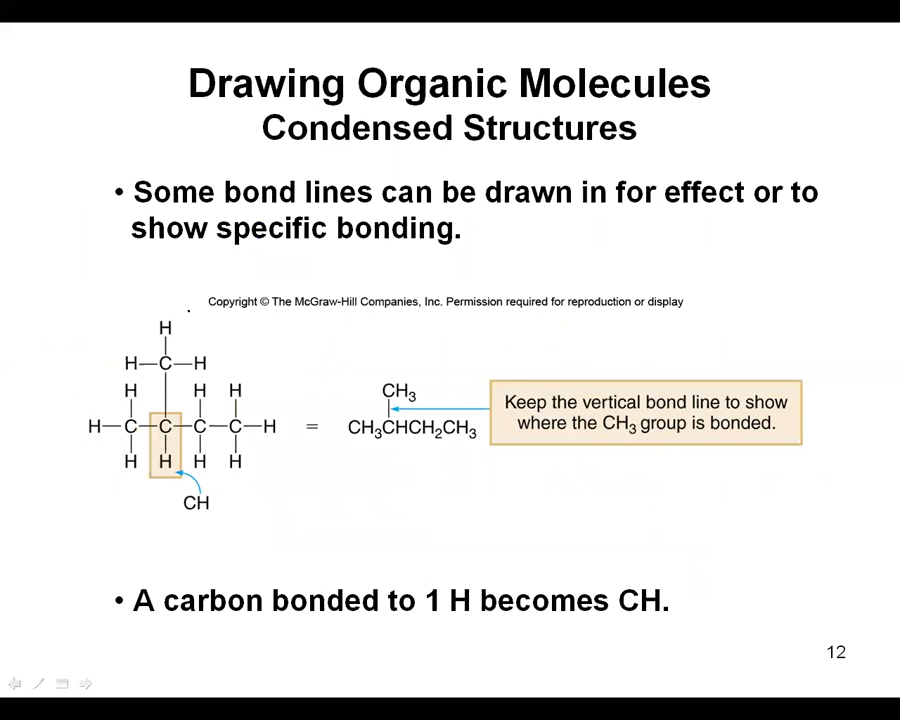 Drawing Organic Molecules
Condensed Structures
• Some bond lines can be drawn in for effect or to
show specific bonding.
Copyright © The McGraw-Hill Companies, Inc. Permission required for reproduction or display
H
H—C—H
H H H
H—C—C—C—C—H
H H H H
CH
=
CH₃
CH₃CHCH₂CH₃
Keep the vertical bond line to show
where the CH₃ group is bonded.
• A carbon bonded to 1 H becomes CH.
12